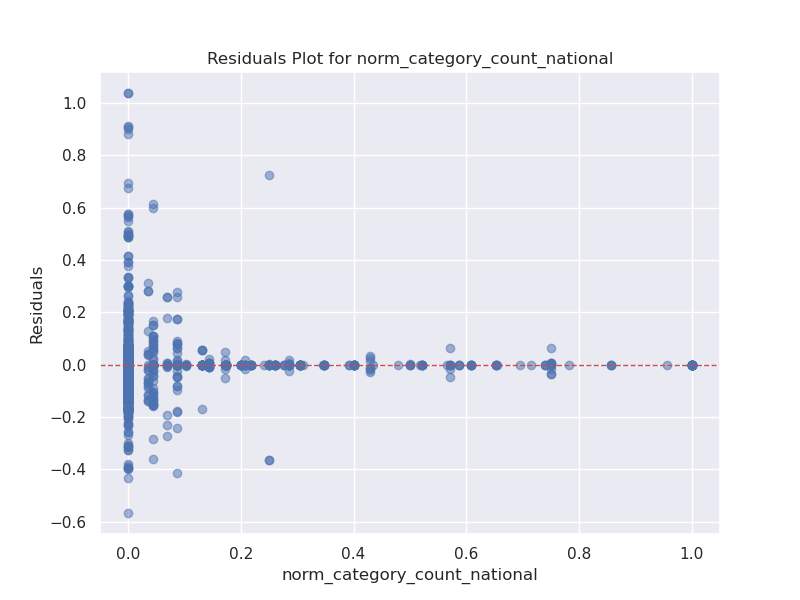 Residuals Plot for norm_category_count_national
Residuals
1.0
0.8
0.6
0.4
0.2
0.0
−0.2
−0.4
−0.6
0.0 0.2 0.4 0.6 0.8 1.0
norm_category_count_national